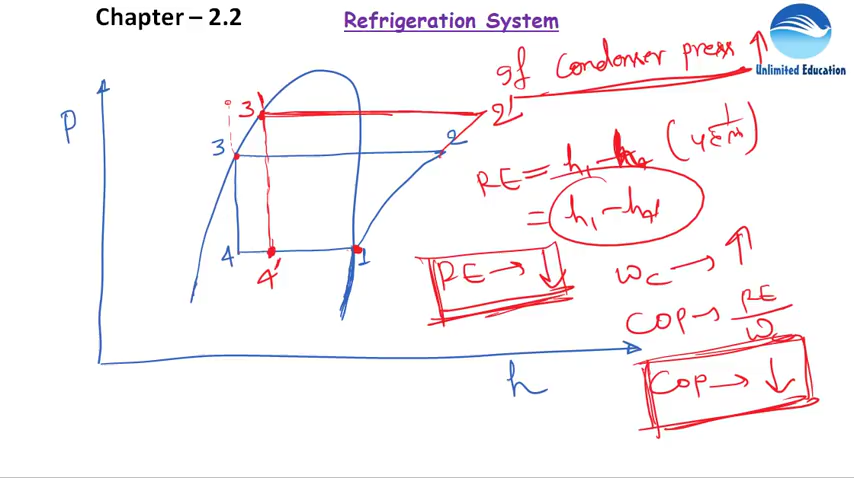 Chapter – 2.2
Refrigeration System
Unlimited Education
If Condenser press ↑
P
3'
2'
3
2
4
4'
1
h
RE = h₁ –
= h₁ – h₄'
RE → ↓
Wc → ↑
COP → RE / Wc
COP → ↓